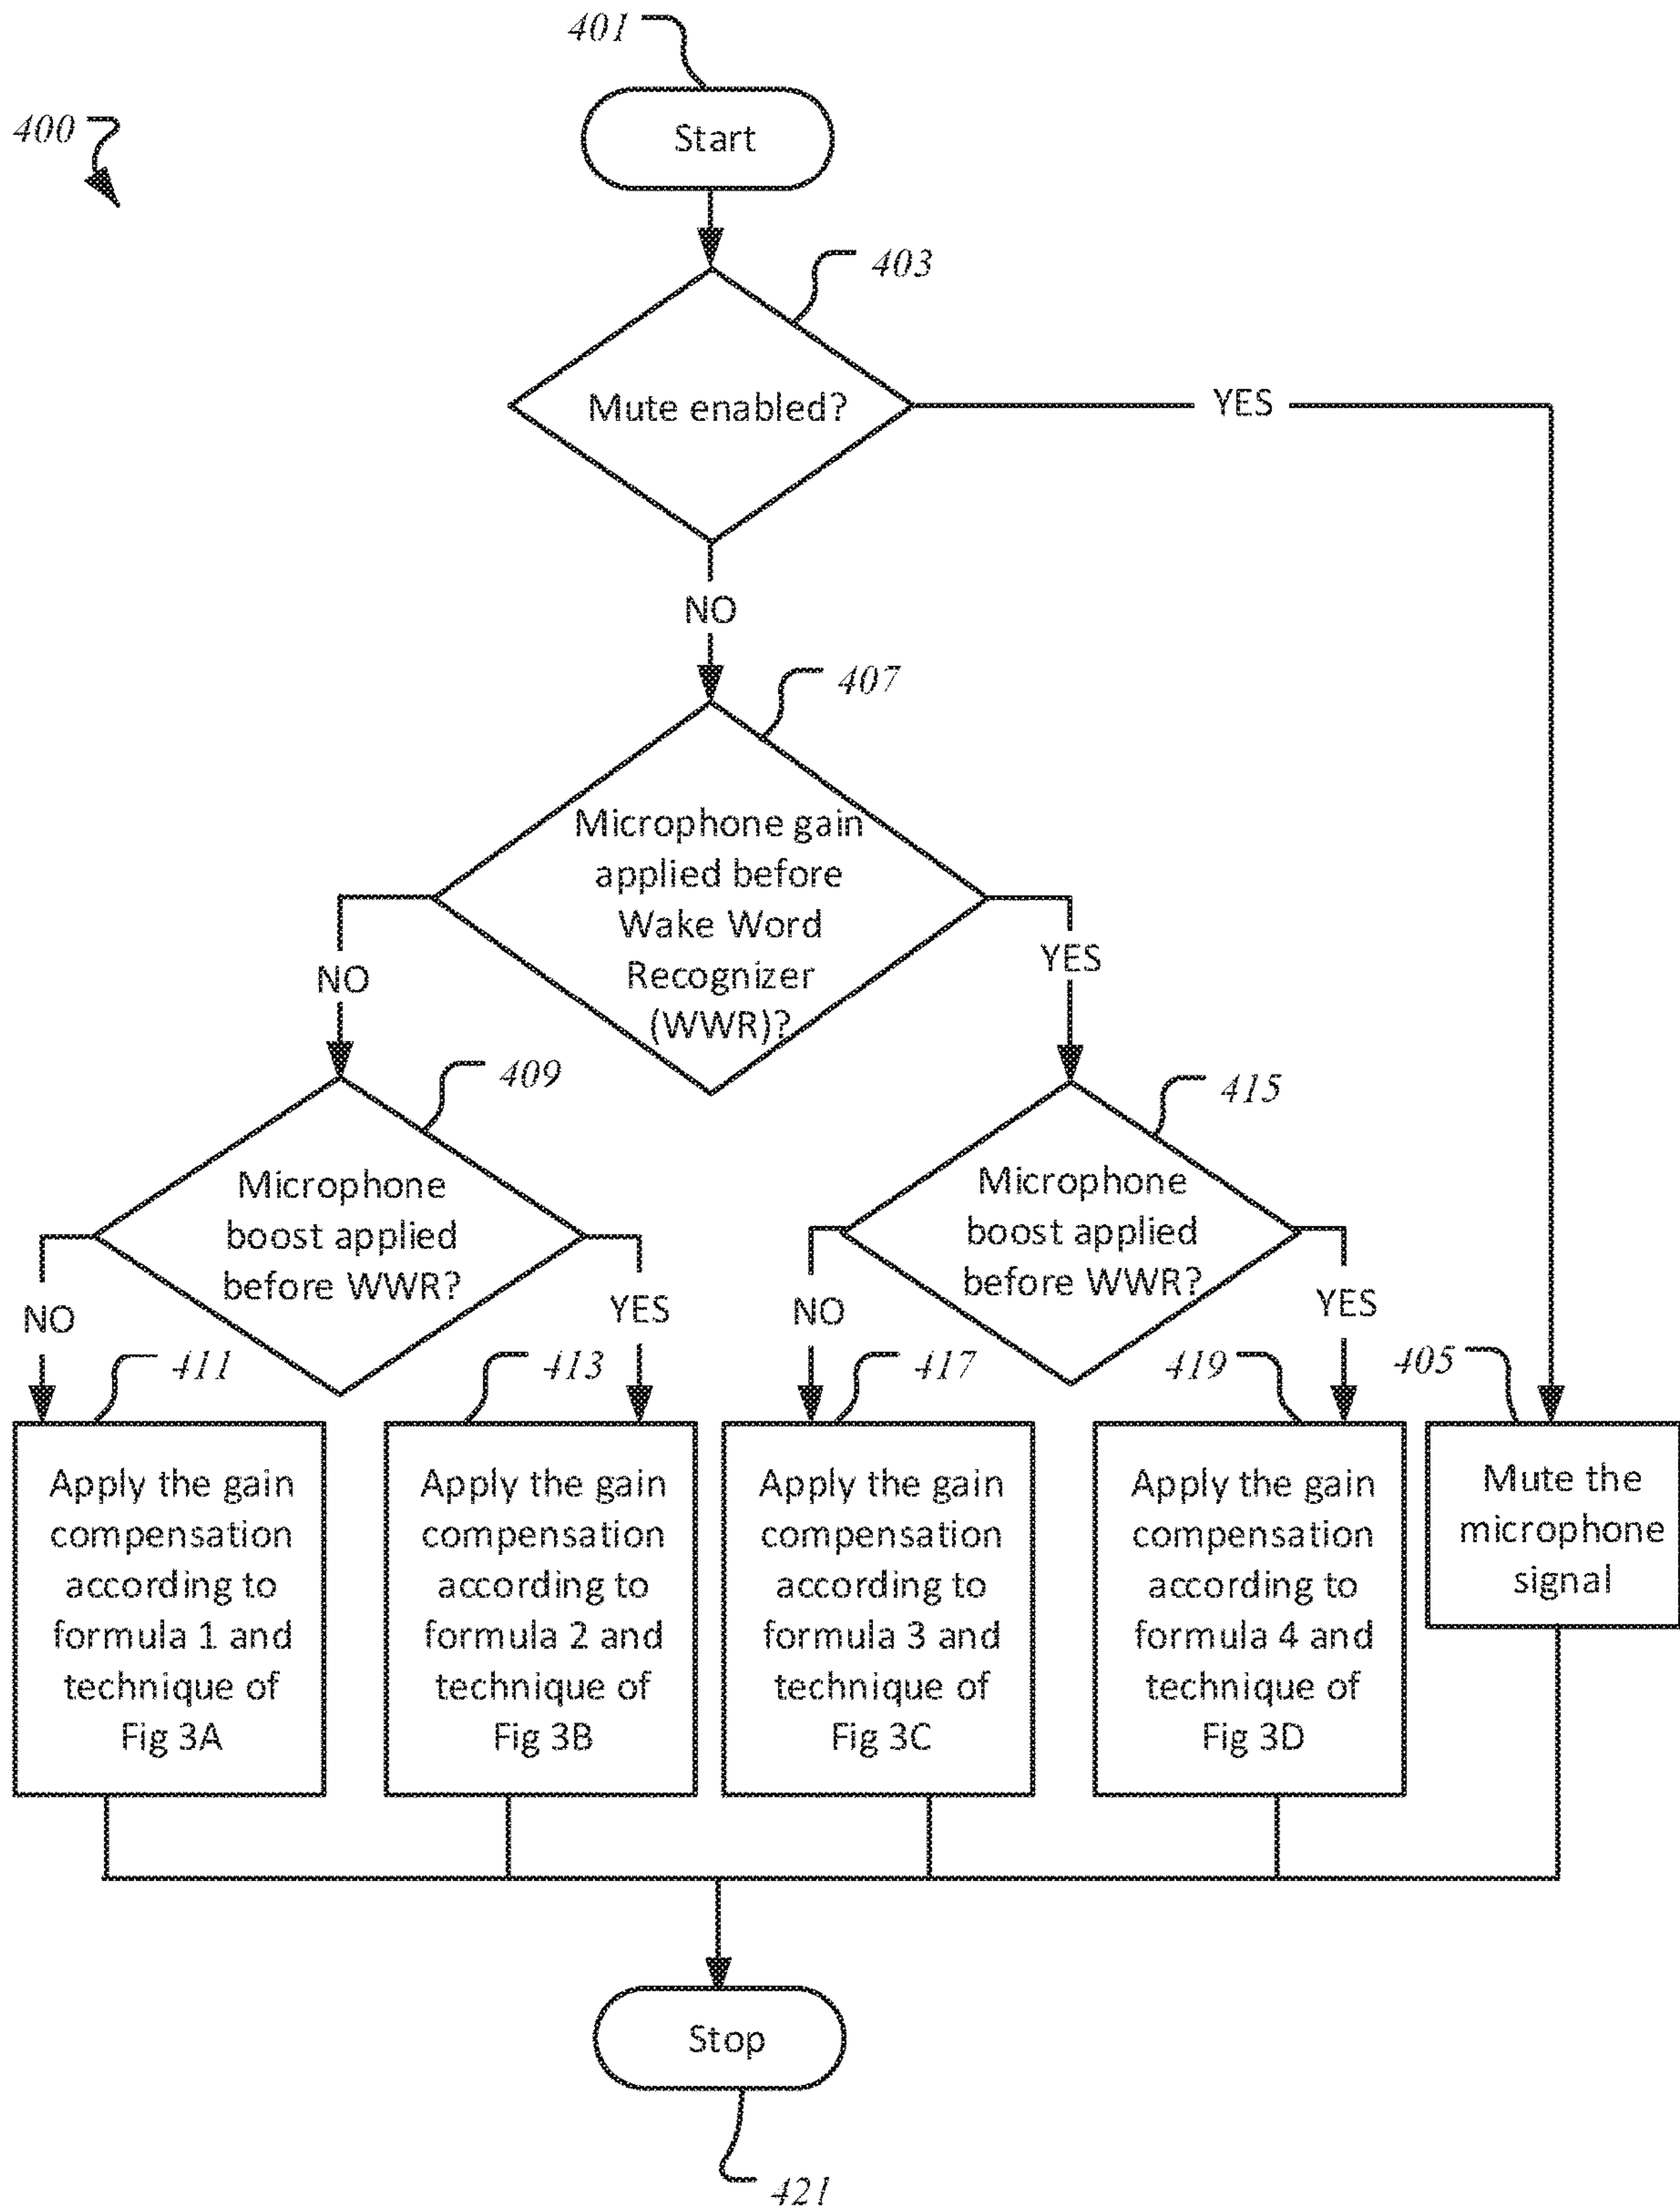 401
400
Start
403
Mute enabled?
YES
NO
407
Microphone gain
applied before
Wake Word
Recognizer
(WWR)?
NO
YES
409
415
Microphone
boost applied
before WWR?
Microphone
boost applied
before WWR?
NO
YES
NO
YES
411
413
417
419
405
Apply the gain
compensation
according to
formula 1 and
technique of
Fig 3A
Apply the gain
compensation
according to
formula 2 and
technique of
Fig 3B
Apply the gain
compensation
according to
formula 3 and
technique of
Fig 3C
Apply the gain
compensation
according to
formula 4 and
technique of
Fig 3D
Mute the
microphone
signal
Stop
421